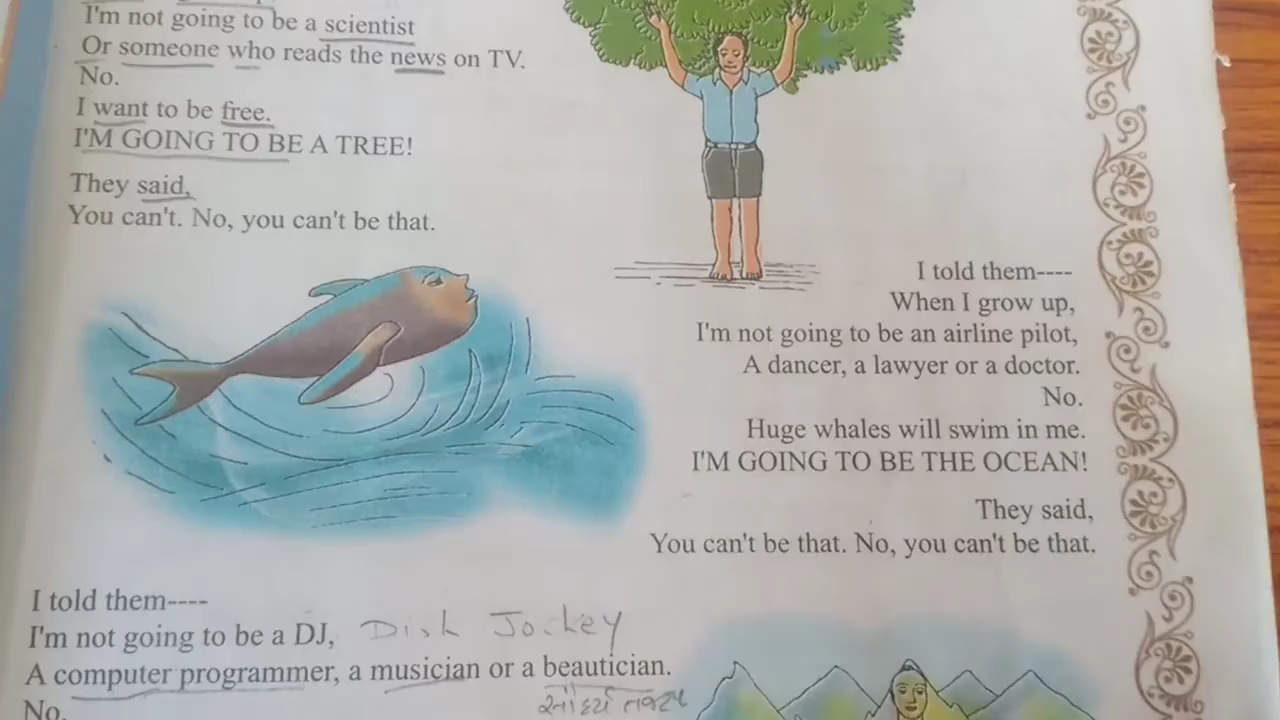 I'm not going to be a scientist
Or someone who reads the news on TV.
No.
I want to be free.
I'M GOING TO BE A TREE!
They said,
You can't. No, you can't be that.
I told them----
When I grow up,
I'm not going to be an airline pilot,
A dancer, a lawyer or a doctor.
No.
Huge whales will swim in me.
I'M GOING TO BE THE OCEAN!
They said,
You can't be that. No, you can't be that.
I told them----
I'm not going to be a DJ, Disk Jockey
A computer programmer, a musician or a beautician.
No.